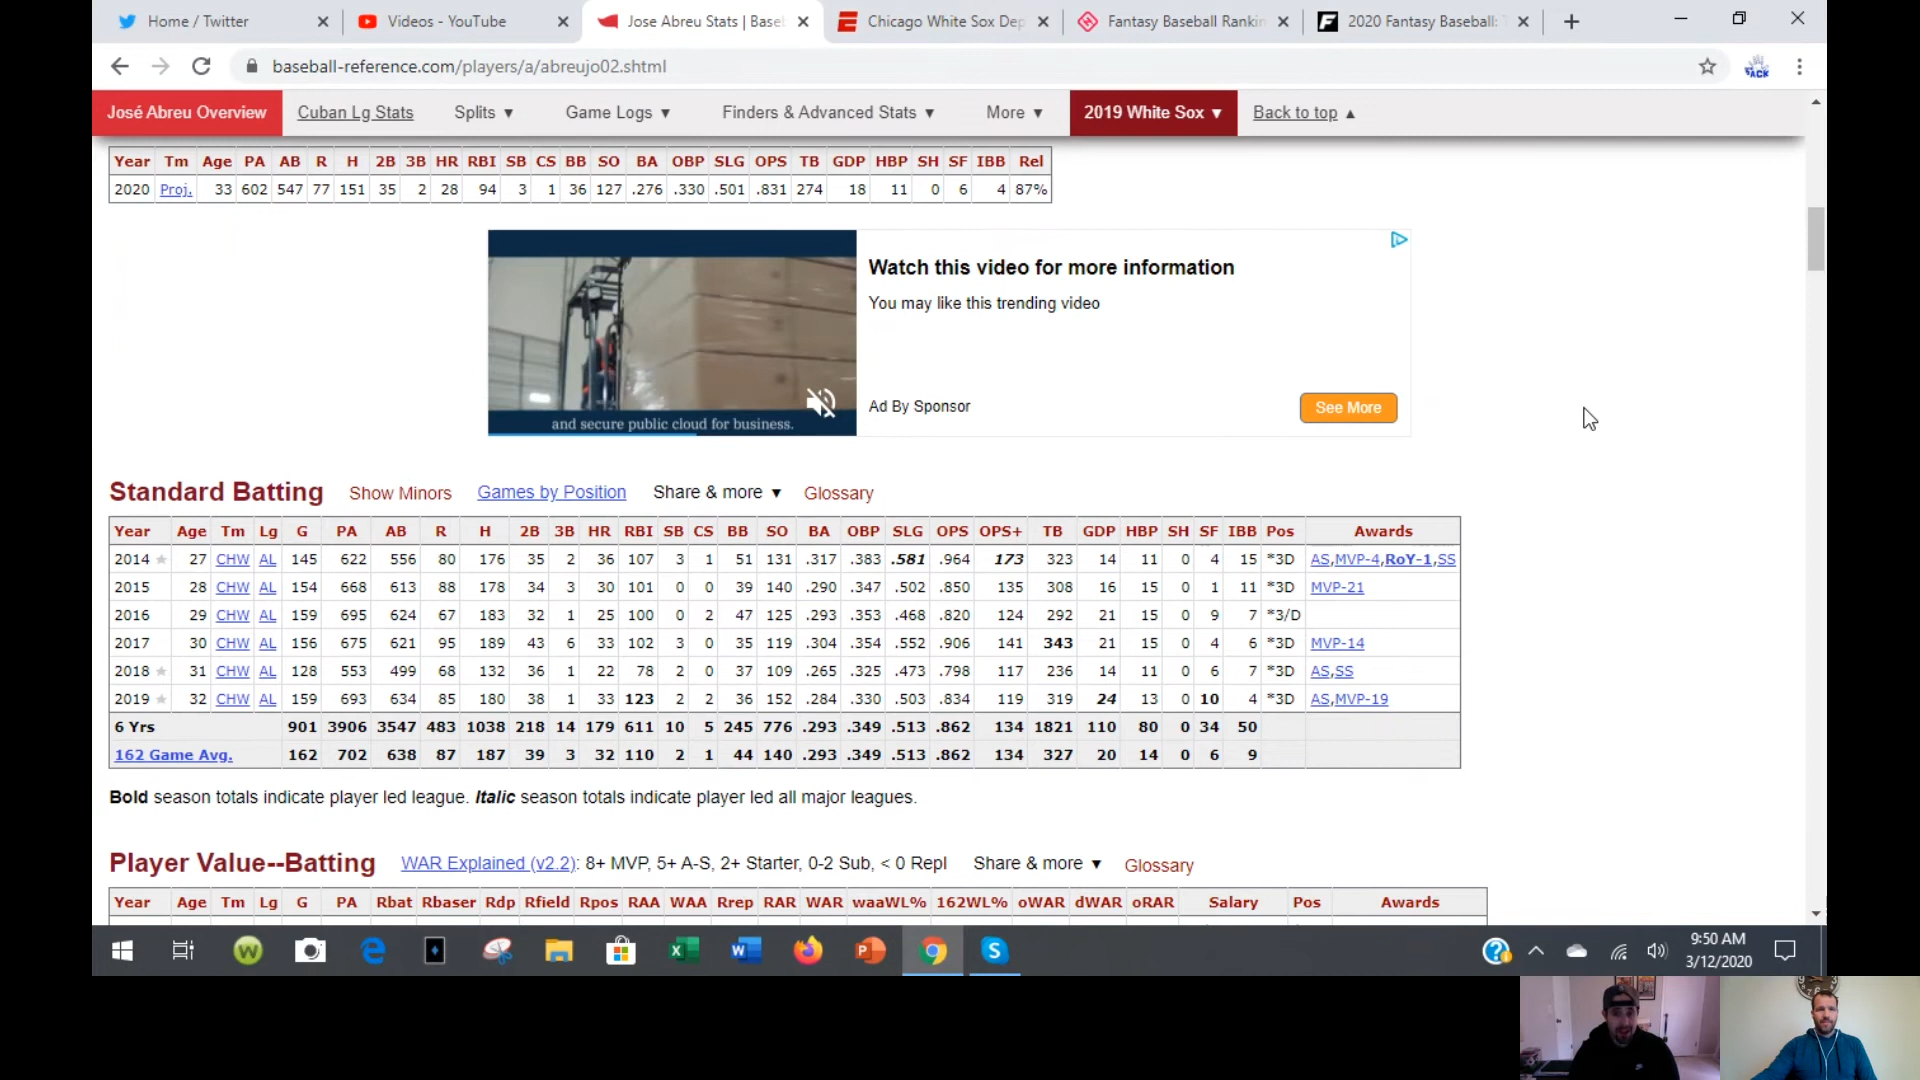 Home / Twitter
Videos - YouTube
Jose Abreu Stats | Base
Chicago White Sox Dep
Fantasy Baseball Rankin
2020 Fantasy Baseball: T
baseball-reference.com/players/a/abreujo02.shtml
José Abreu Overview Cuban Lg Stats Splits ▼ Game Logs ▼ Finders & Advanced Stats ▼ More ▼ 2019 White Sox ▼ Back to top ▲
Year Tm Age PA AB R H 2B 3B HR RBI SB CS BB SO BA OBP SLG OPS TB GDP HBP SH SF IBB Rel
2020 Proj. 33 602 547 77 151 35 2 28 94 3 1 36 127 .276 .330 .501 .831 274 18 11 0 6 4 87%
Watch this video for more information
You may like this trending video
Ad By Sponsor
See More
and secure public cloud for business.
Standard Batting Show Minors Games by Position Share & more ▼ Glossary
Year Age Tm Lg G PA AB R H 2B 3B HR RBI SB CS BB SO BA OBP SLG OPS OPS+ TB GDP HBP SH SF IBB Pos Awards
2014 ★ 27 CHW AL 145 622 556 80 176 35 2 36 107 3 1 51 131 .317 .383 .581 .964 173 323 14 11 0 4 15 *3D AS,MVP-4,RoY-1,SS
2015 28 CHW AL 154 668 613 88 178 34 3 30 101 0 0 39 140 .290 .347 .502 .850 135 308 16 15 0 1 11 *3D MVP-21
2016 29 CHW AL 159 695 624 67 183 32 1 25 100 0 2 47 125 .293 .353 .468 .820 124 292 21 15 0 9 7 *3/D
2017 30 CHW AL 156 675 621 95 189 43 6 33 102 3 0 35 119 .304 .354 .552 .906 141 343 21 15 0 4 6 *3D MVP-14
2018 ★ 31 CHW AL 128 553 499 68 132 36 1 22 78 2 0 37 109 .265 .325 .473 .798 117 236 14 11 0 6 7 *3D AS,SS
2019 ★ 32 CHW AL 159 693 634 85 180 38 1 33 123 2 2 36 152 .284 .330 .503 .834 119 319 24 13 0 10 4 *3D AS,MVP-19
6 Yrs 901 3906 3547 483 1038 218 14 179 611 10 5 245 776 .293 .349 .513 .862 134 1821 110 80 0 34 50
162 Game Avg. 162 702 638 87 187 39 3 32 110 2 1 44 140 .293 .349 .513 .862 134 327 20 14 0 6 9
Bold season totals indicate player led league. Italic season totals indicate player led all major leagues.
Player Value--Batting WAR Explained (v2.2): 8+ MVP, 5+ A-S, 2+ Starter, 0-2 Sub, < 0 Repl Share & more ▼ Glossary
Year Age Tm Lg G PA Rbat Rbaser Rdp Rfield Rpos RAA WAA Rrep RAR WAR waaWL% 162WL% oWAR dWAR oRAR Salary Pos Awards
9:50 AM
3/12/2020